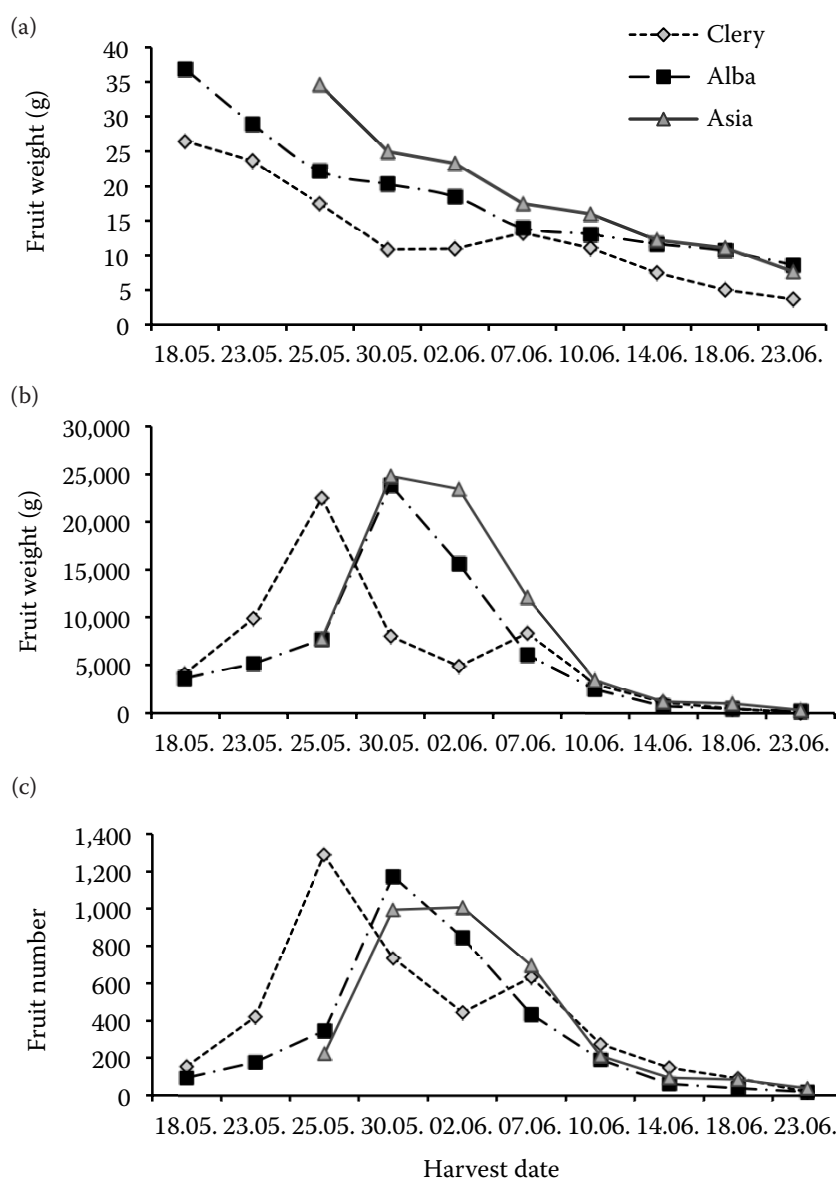 (a)
Clery
Alba
Asia
Fruit weight (g)
40
35
30
25
20
15
10
5
0
18.05. 23.05. 25.05. 30.05. 02.06. 07.06. 10.06. 14.06. 18.06. 23.06.
(b)
Fruit weight (g)
30,000
25,000
20,000
15,000
10,000
5,000
0
18.05. 23.05. 25.05. 30.05. 02.06. 07.06. 10.06. 14.06. 18.06. 23.06.
(c)
Fruit number
1,400
1,200
1,000
800
600
400
200
0
18.05. 23.05. 25.05. 30.05. 02.06. 07.06. 10.06. 14.06. 18.06. 23.06.
Harvest date